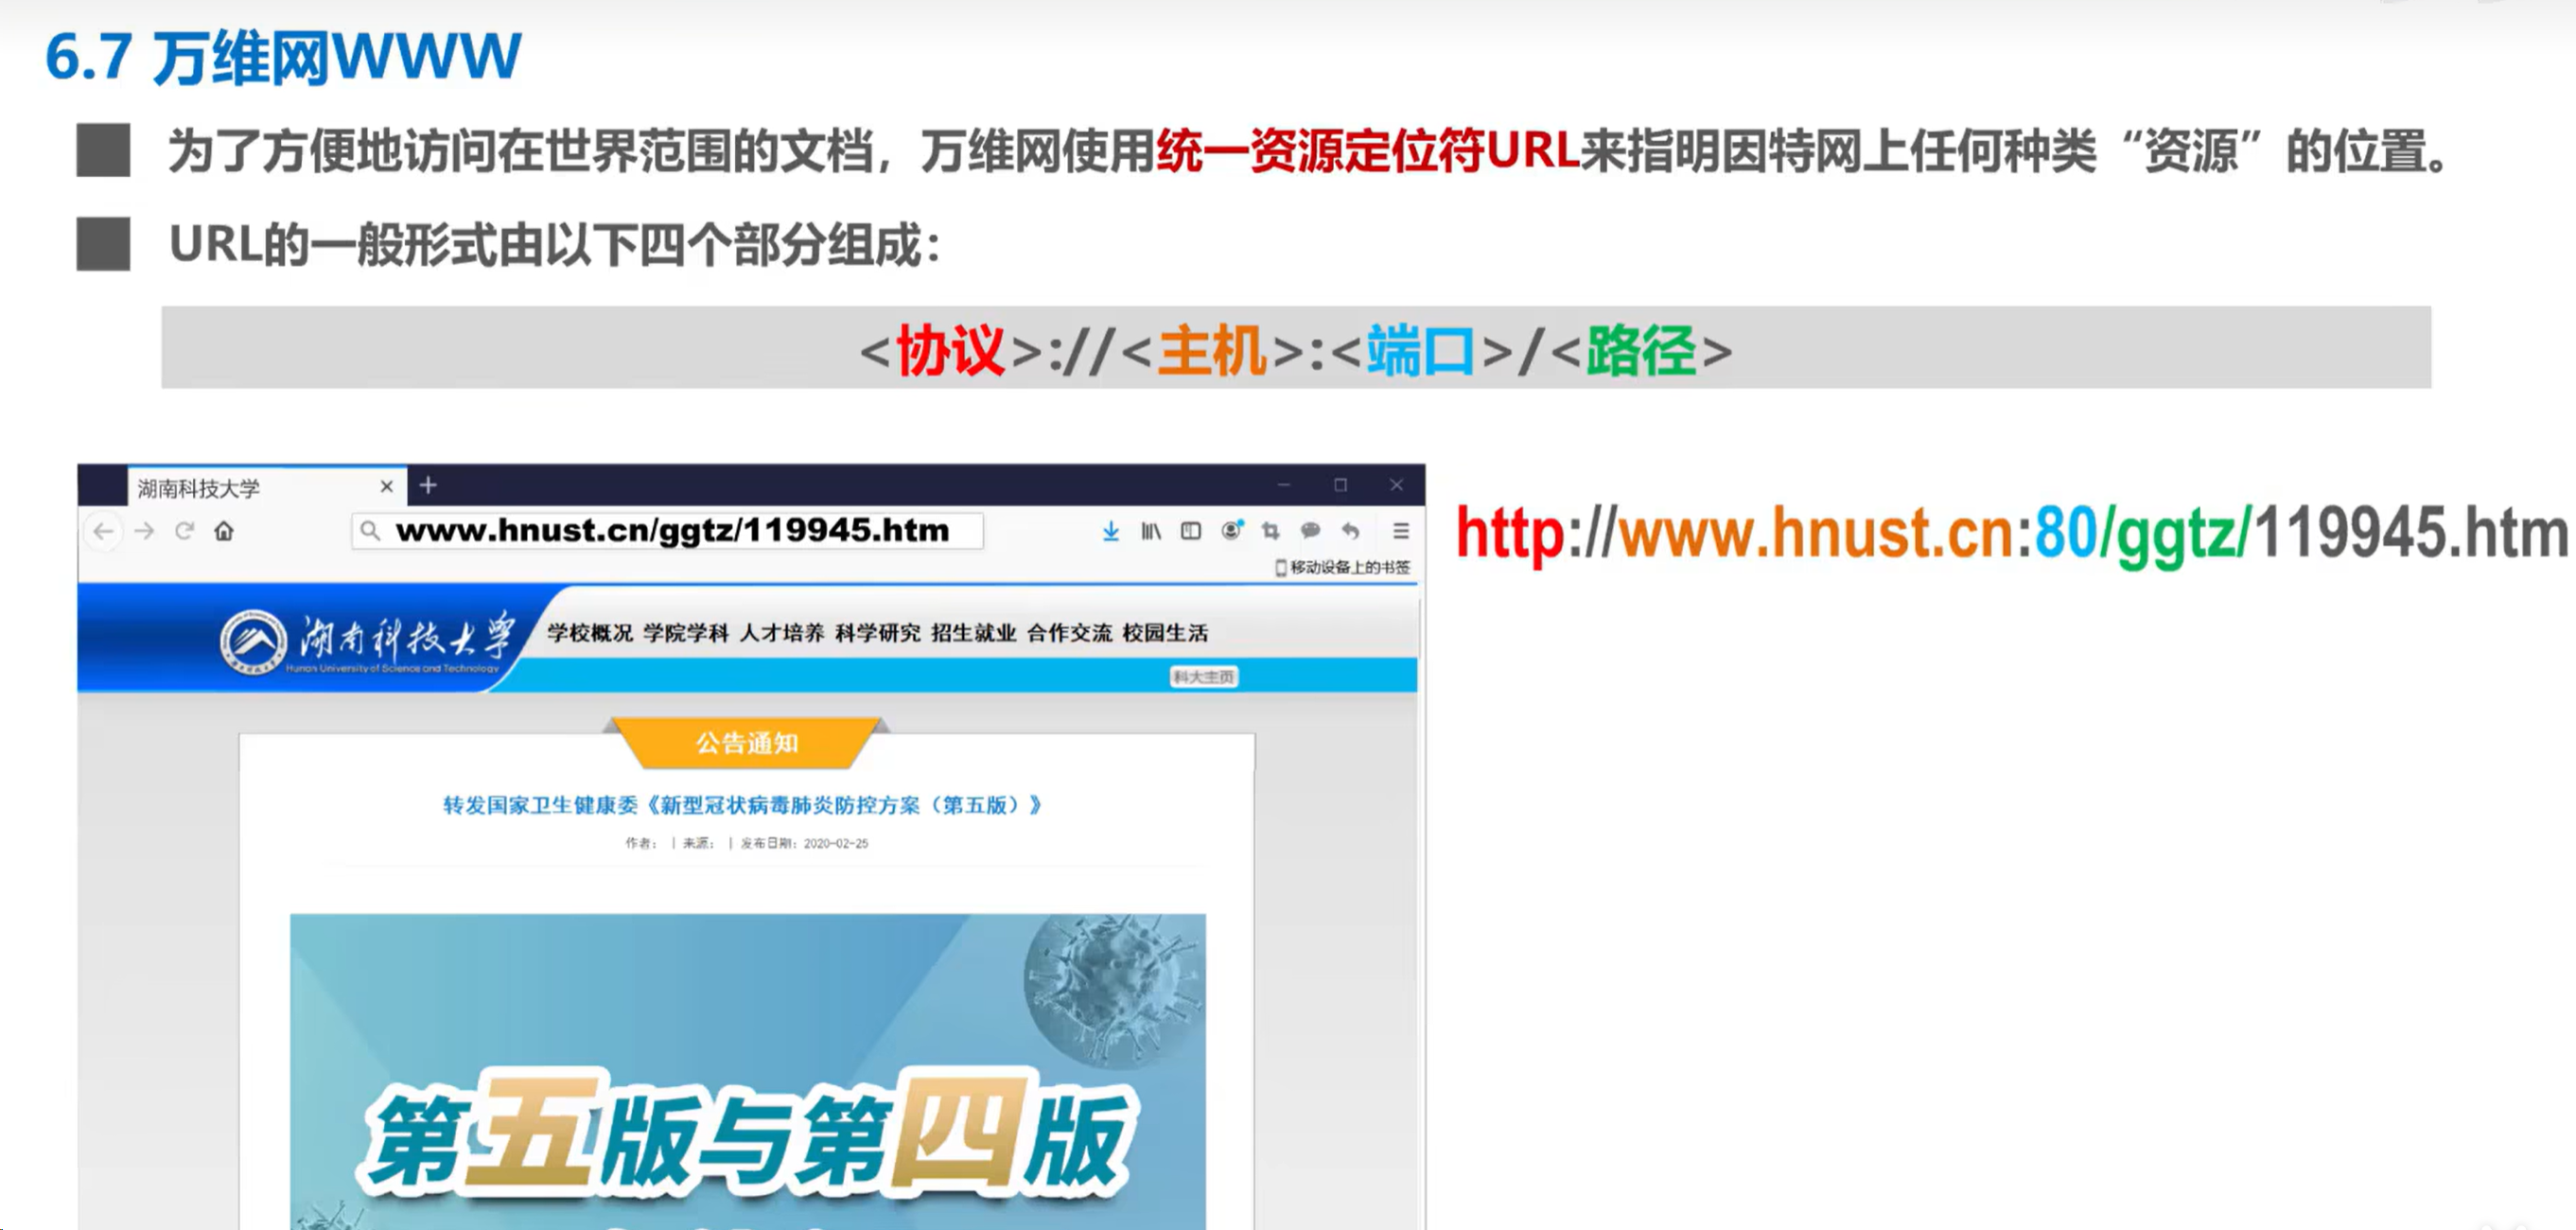 6.7 万维网WWW
为了方便地访问在世界范围的文档，万维网使用统一资源定位符URL来指明因特网上任何种类“资源”的位置。
URL的一般形式由以下四个部分组成：
<协议>://<主机>:<端口>/<路径>
湖南科技大学
www.hnust.cn/ggtz/119945.htm
http://www.hnust.cn:80/ggtz/119945.htm
移动设备上的书签
湖南科技大学
Hunan University of Science and Technology
学校概况 学院学科 人才培养 科学研究 招生就业 合作交流 校园生活
科大主页
公告通知
转发国家卫生健康委《新型冠状病毒肺炎防控方案（第五版）》
作者： | 来源： | 发布日期：2020-02-25
第五版与第四版